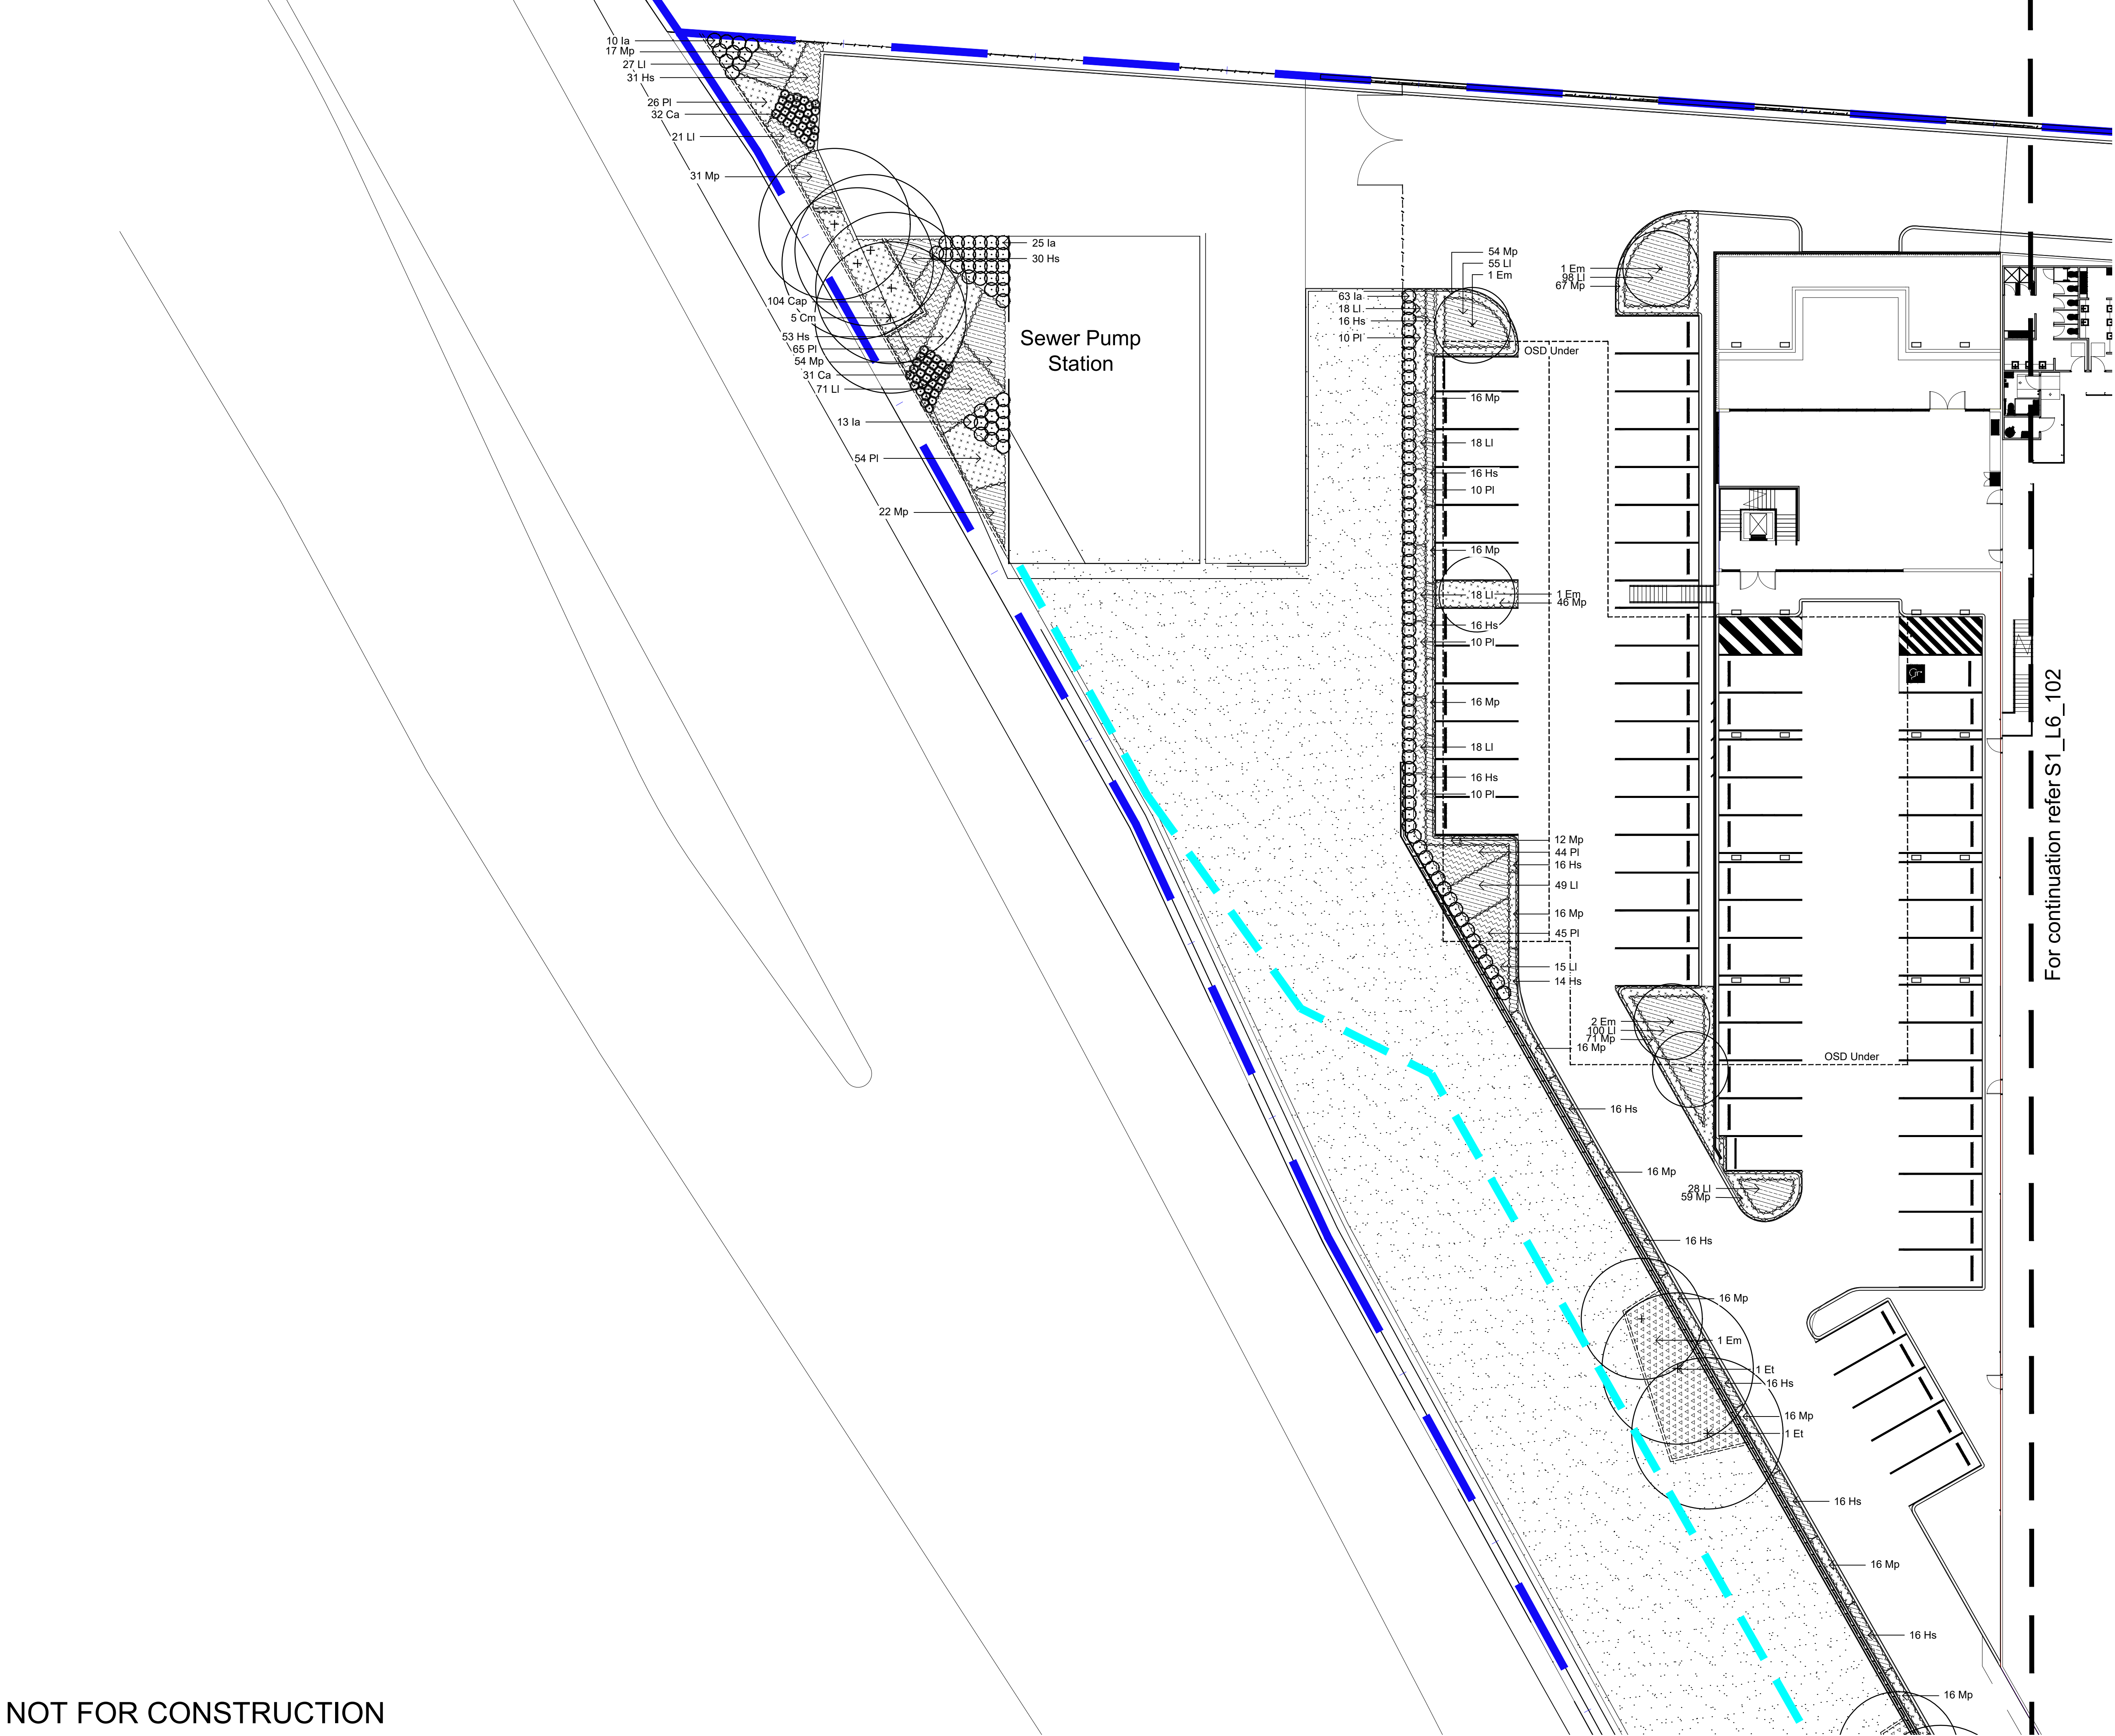 10 Ia
17 Mp
27 Ll
31 Hs
26 Pl
32 Ca
21 Ll
31 Mp
25 Ia
30 Hs
104 Cap
5 Cm
53 Hs
65 Pl
54 Mp
31 Ca
71 Ll
13 Ia
54 Pl
22 Mp
Sewer Pump
Station
54 Mp
55 Ll
1 Em
1 Em
98 Ll
67 Mp
63 Ia
18 Ll
16 Hs
10 Pl
OSD Under
16 Mp
18 Ll
16 Hs
10 Pl
16 Mp
18 Ll
1 Em
46 Mp
16 Hs
10 Pl
16 Mp
18 Ll
16 Hs
10 Pl
12 Mp
44 Pl
16 Hs
49 Ll
16 Mp
45 Pl
15 Ll
14 Hs
2 Em
100 Ll
71 Mp
16 Mp
OSD Under
16 Hs
16 Mp
28 Ll
59 Mp
16 Hs
16 Mp
1 Em
1 Et
16 Hs
16 Mp
1 Et
16 Hs
16 Mp
16 Hs
16 Mp
For continuation refer S1_L6_102
NOT FOR CONSTRUCTION